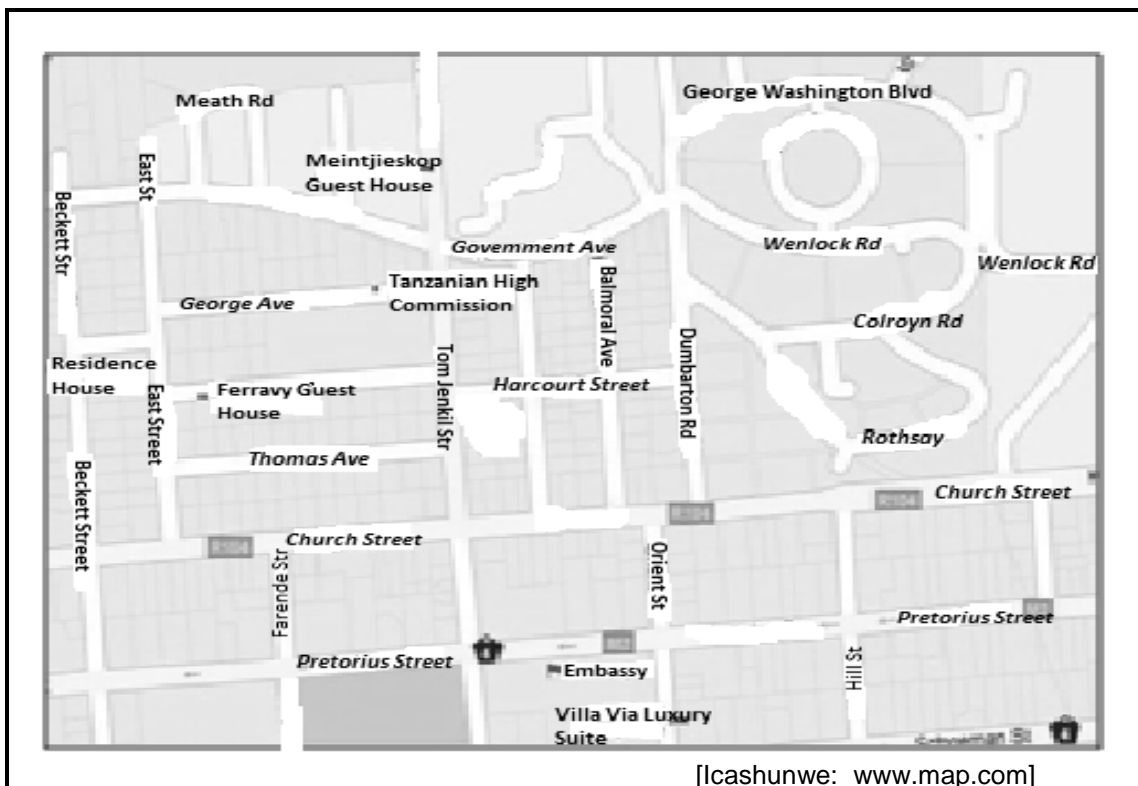 George Washington Blvd
Meath Rd
East St
Meintjieskop
Guest House
Beckett Str
Govemment Ave
Wenlock Rd
Wenlock Rd
Tanzanian High
Commission
George Ave
Balmoral Ave
Colroyn Rd
Residence
House
Tom Jenkil Str
Dumbarton Rd
Harcourt Street
East Street
Ferravy Guest
House
Rothsay
Thomas Ave
Beckett Street
Church Street
Church Street
Orient St
Farende Str
Pretorius Street
Pretorius Street
Hill St
Embassy
Villa Via Luxury
Suite
[Icashunwe: www.map.com]